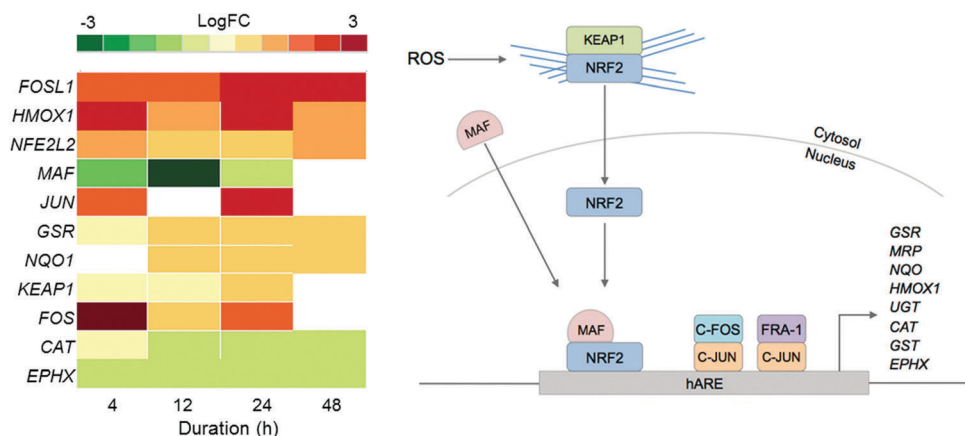 -3 LogFC 3
FOSL1
HMOX1
NFE2L2
MAF
JUN
GSR
NQO1
KEAP1
FOS
CAT
EPHX
4 12 24 48
Duration (h)
ROS
KEAP1
NRF2
MAF
Cytosol
Nucleus
NRF2
MAF
NRF2
C-FOS
C-JUN
FRA-1
C-JUN
hARE
GSR
MRP
NQO
HMOX1
UGT
CAT
GST
EPHX